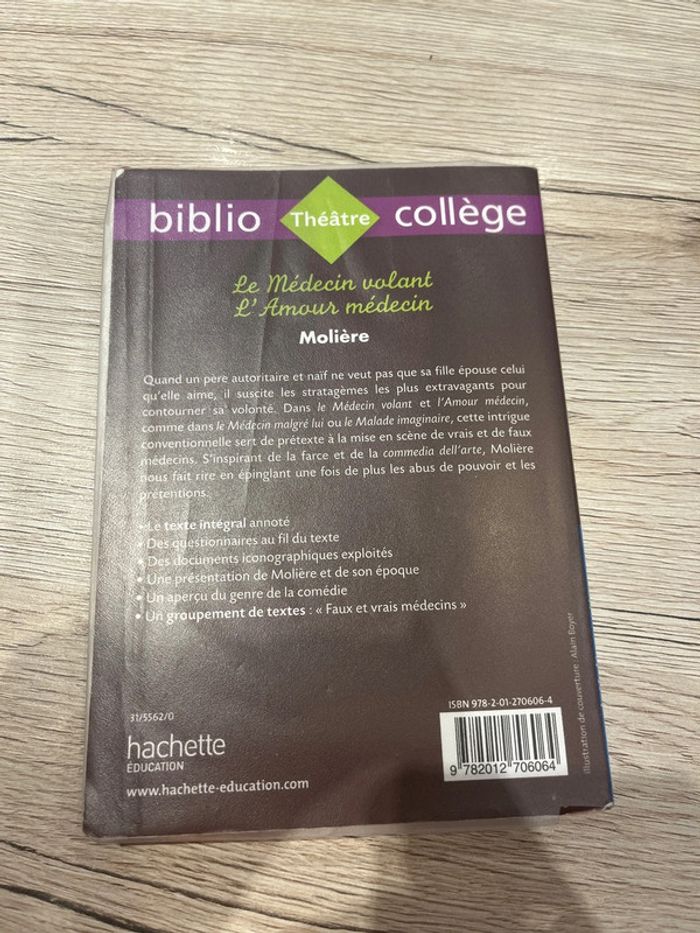 biblio Théâtre collège
Le Médecin volant
L'Amour médecin
Molière
Quand un père autoritaire et naïf ne veut pas que sa fille épouse celui
qu'elle aime, il suscite les stratagèmes les plus extravagants pour
contourner sa volonté. Dans le Médecin volant et l'Amour médecin,
comme dans le Médecin malgré lui ou le Malade imaginaire, cette intrigue
conventionnelle sert de prétexte à la mise en scène de vrais et de faux
médecins. S'inspirant de la farce et de la commedia dell'arte, Molière
nous fait rire en épinglant une fois de plus les abus de pouvoir et les
prétentions.
• Le texte intégral annoté
• Des questionnaires au fil du texte
• Des documents iconographiques exploités
• Une présentation de Molière et de son époque
• Un aperçu du genre de la comédie
• Un groupement de textes : « Faux et vrais médecins »
31/5562/0
hachette
ÉDUCATION
www.hachette-education.com
ISBN 978-2-01-270606-4
9 782012 706064
Illustration de couverture : Alain Boyer